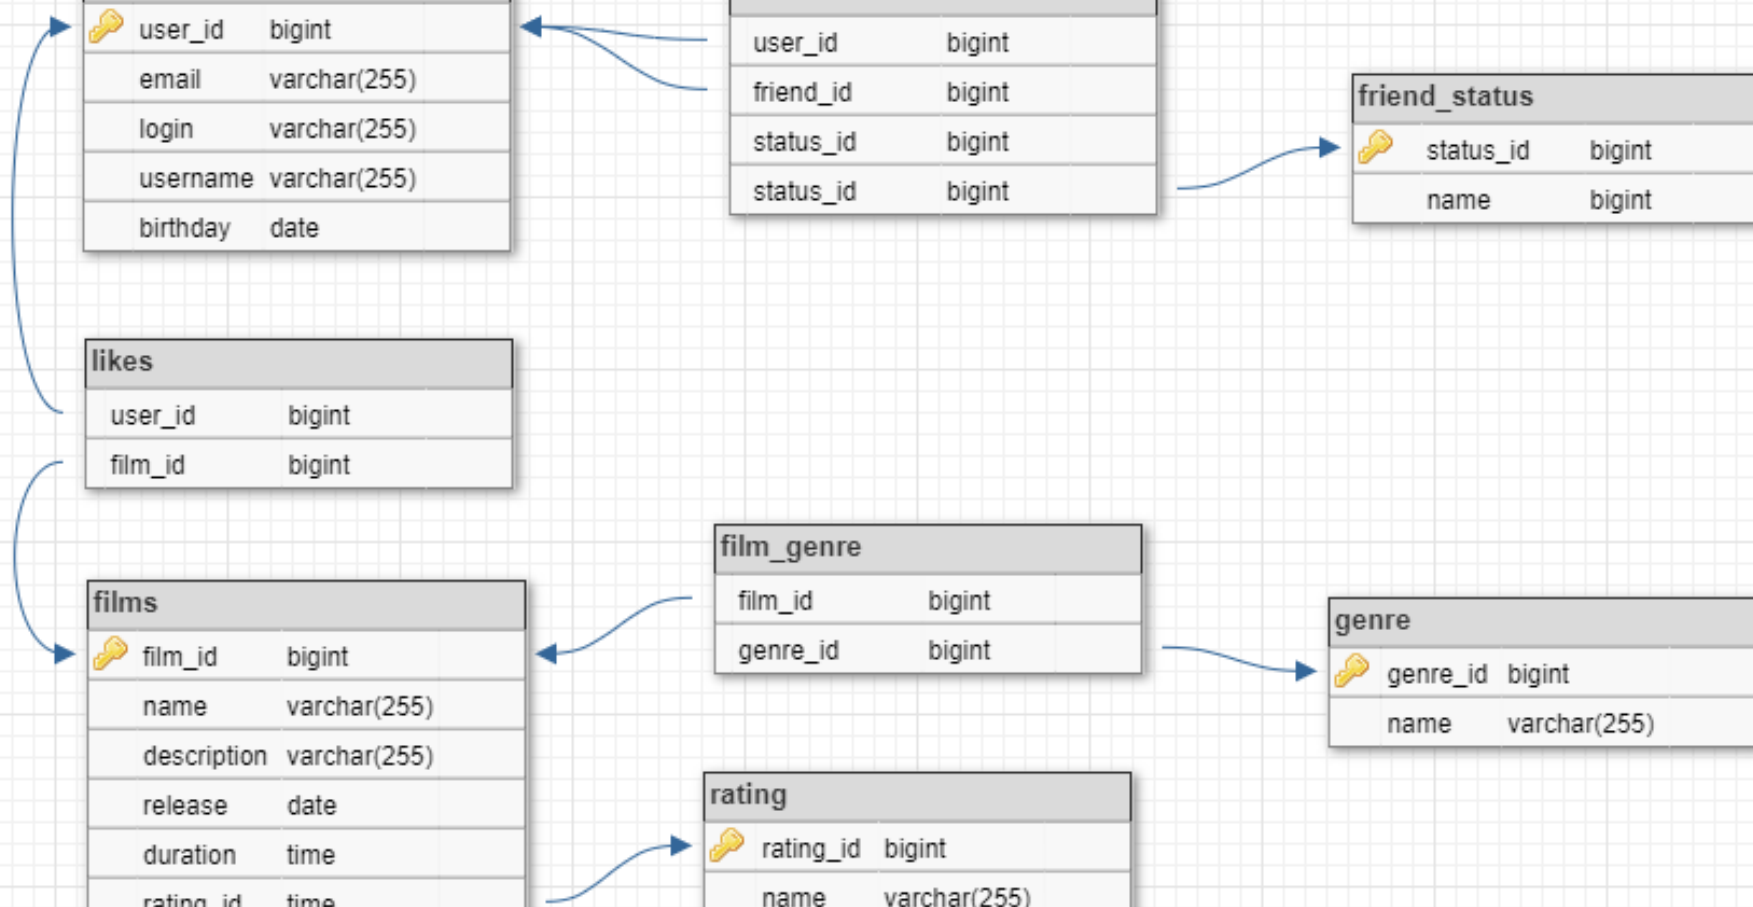 user_id bigint
email varchar(255)
login varchar(255)
username varchar(255)
birthday date
user_id bigint
friend_id bigint
status_id bigint
status_id bigint
friend_status
status_id bigint
name bigint
likes
user_id bigint
film_id bigint
films
film_id bigint
name varchar(255)
description varchar(255)
release date
duration time
rating_id time
film_genre
film_id bigint
genre_id bigint
genre
genre_id bigint
name varchar(255)
rating
rating_id bigint
name varchar(255)